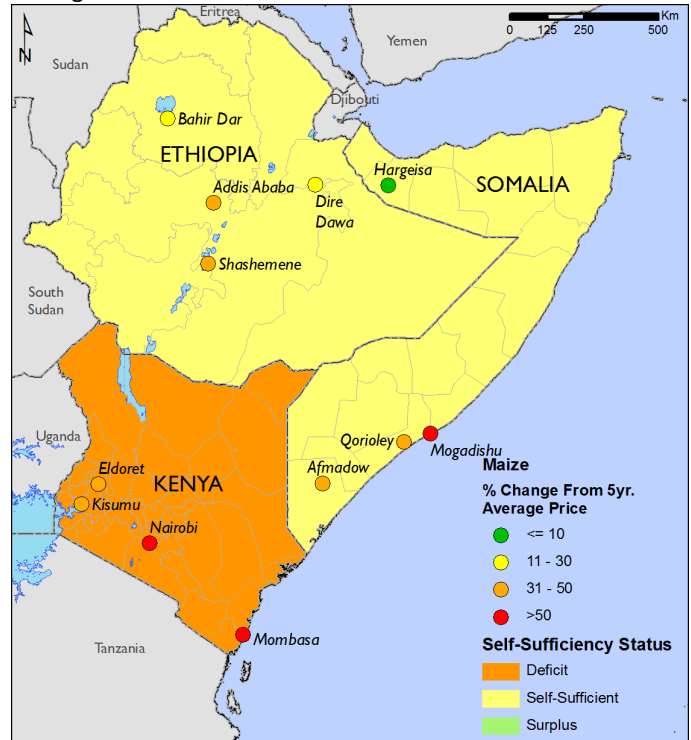 Eritrea
Km
0 125 250 500
N
Yemen
Sudan
Djibouti
Bahir Dar
ETHIOPIA
Hargeisa
Addis Ababa
SOMALIA
Dire
Dawa
Shashemene
South
Sudan
Uganda
Qorioley
Mogadishu
Afmadow
Eldoret
KENYA
Kisumu
Nairobi
Mombasa
Tanzania
Maize
% Change From 5yr.
Average Price
<= 10
11 - 30
31 - 50
>50
Self-Sufficiency Status
Deficit
Self-Sufficient
Surplus